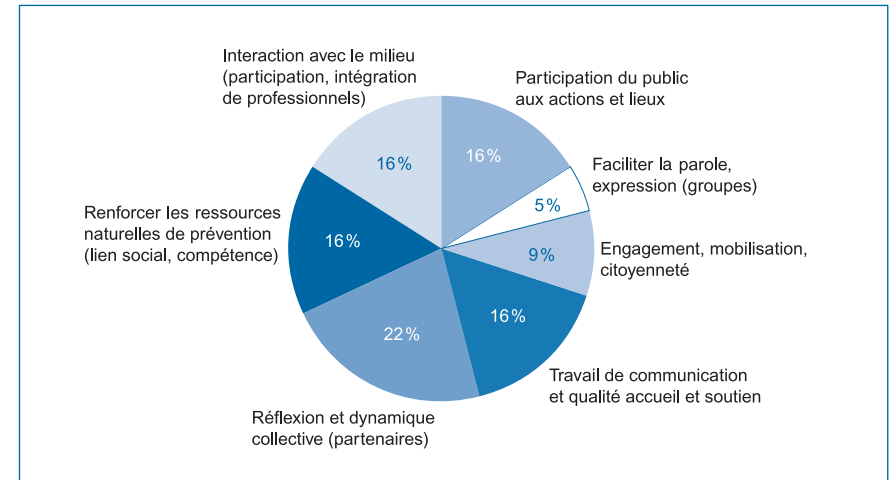 Interaction avec le milieu
(participation, intégration
de professionnels)
Participation du public
aux actions et lieux
16%
16%
Faciliter la parole,
expression (groupes)
5%
Renforcer les ressources
naturelles de prévention
(lien social, compétence)
16%
9%
Engagement, mobilisation,
citoyenneté
16%
22%
Travail de communication
et qualité accueil et soutien
Réflexion et dynamique
collective (partenaires)